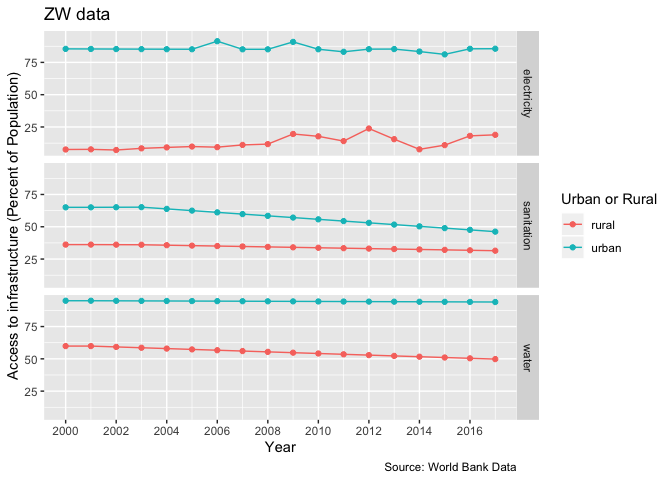 ZW data
Access to infrastructure (Percent of Population)
75
50
25
electricity
75
50
25
sanitation
75
50
25
water
2000 2002 2004 2006 2008 2010 2012 2014 2016
Year
Urban or Rural
rural
urban
Source: World Bank Data